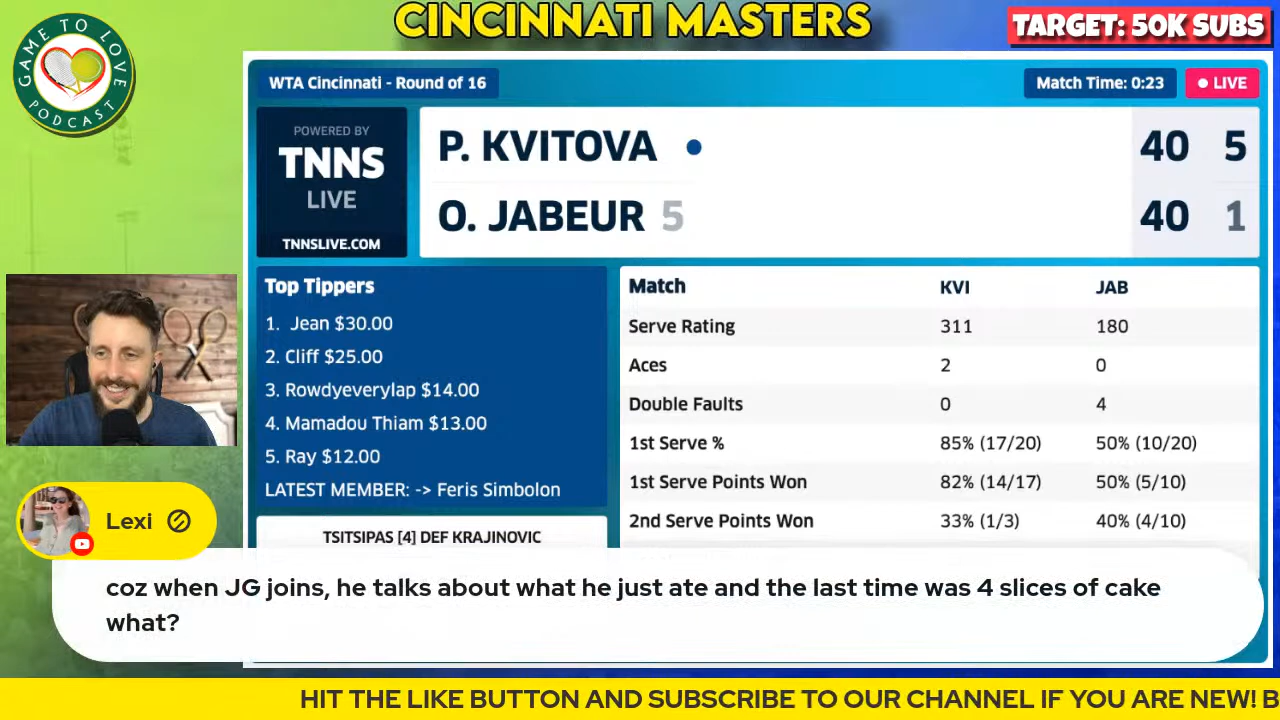 CINCINNATI MASTERS
TARGET: 50K SUBS
GAME TO LOVE
PODCAST
WTA Cincinnati - Round of 16
Match Time: 0:23
LIVE
POWERED BY
TNNS
LIVE
TNNSLIVE.COM
P. KVITOVA 40 5
O. JABEUR 5 40 1
Top Tippers
1. Jean $30.00
2. Cliff $25.00
3. Rowdyeverylap $14.00
4. Mamadou Thiam $13.00
5. Ray $12.00
LATEST MEMBER: -> Feris Simbolon
TSITSIPAS [4] DEF KRAJINOVIC
Match KVI JAB
Serve Rating 311 180
Aces 2 0
Double Faults 0 4
1st Serve % 85% (17/20) 50% (10/20)
1st Serve Points Won 82% (14/17) 50% (5/10)
2nd Serve Points Won 33% (1/3) 40% (4/10)
Lexi
coz when JG joins, he talks about what he just ate and the last time was 4 slices of cake
what?
HIT THE LIKE BUTTON AND SUBSCRIBE TO OUR CHANNEL IF YOU ARE NEW! B